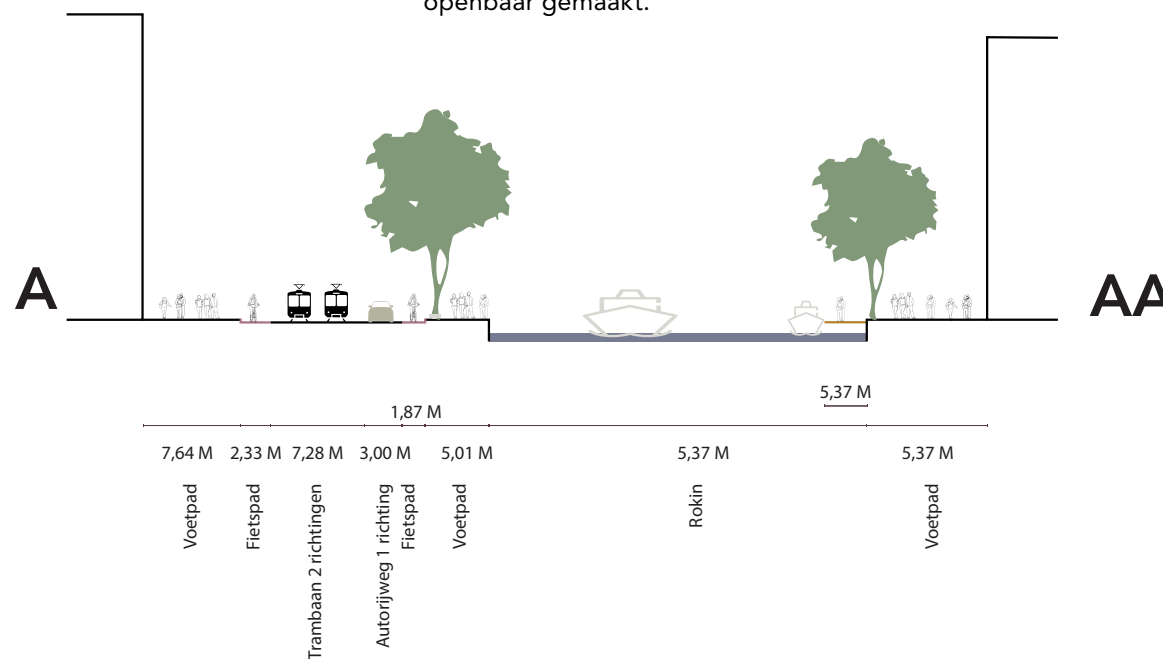 openbaar gemaakt.
A
AA
5,37 M
1,87 M
7,64 M
2,33 M
7,28 M
3,00 M
5,01 M
5,37 M
5,37 M
Voetpad
Fietspad
Trambaan 2 richtingen
Autorijweg 1 richting
Fietspad
Voetpad
Rokin
Voetpad